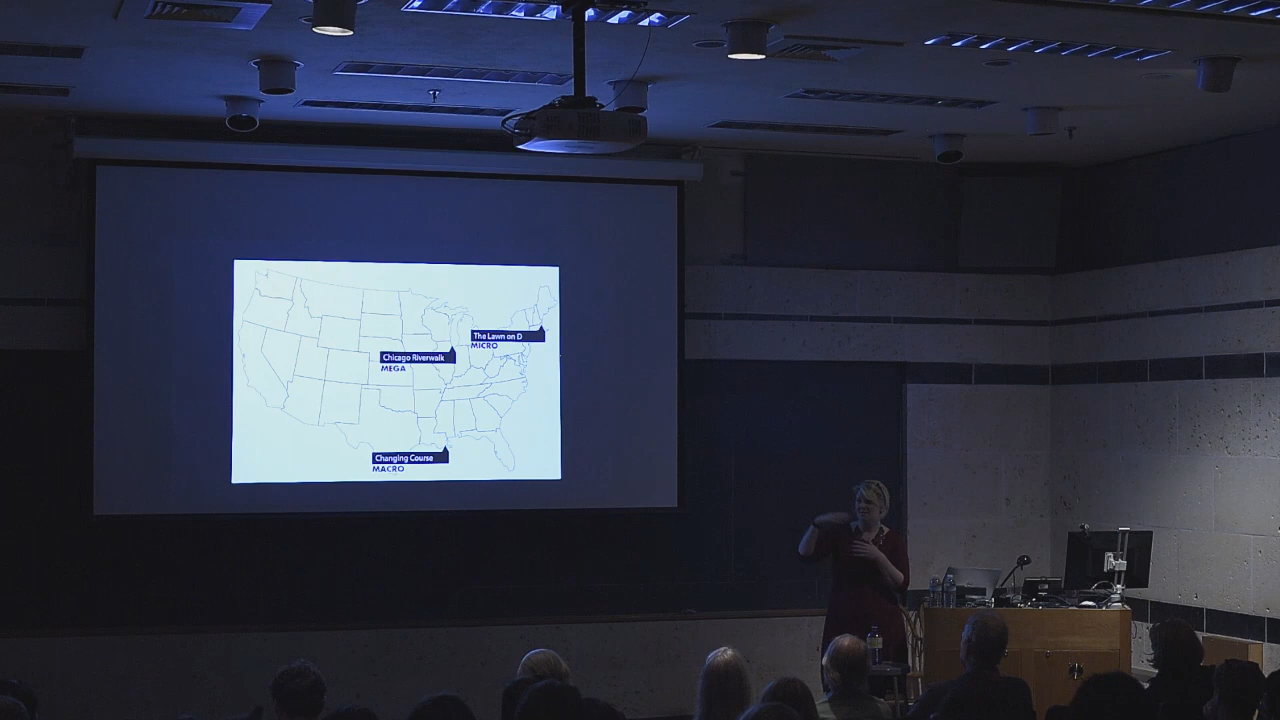 The Lawn on D
MICRO
Chicago Riverwalk
MEGA
Changing Course
MACRO